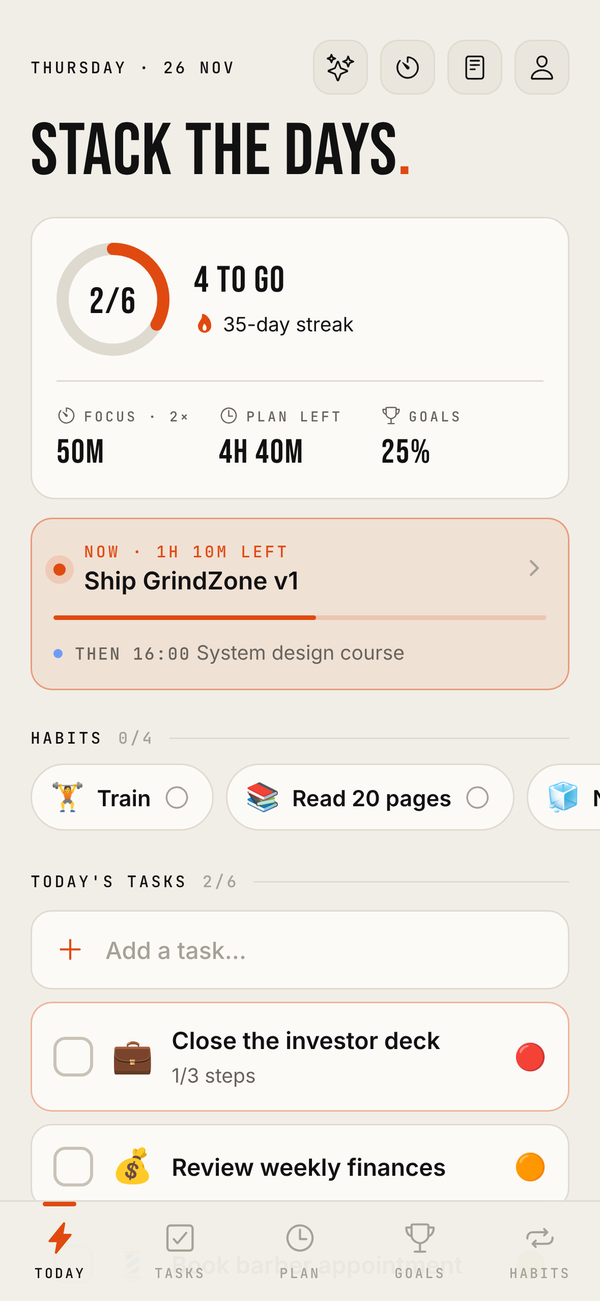 THURSDAY · 26 NOV
STACK THE DAYS.
2/6
4 TO GO
35-day streak
FOCUS · 2×
PLAN LEFT
GOALS
50M
4H 40M
25%
NOW · 1H 10M LEFT
Ship GrindZone v1
THEN 16:00 System design course
HABITS 0/4
Train
Read 20 pages
TODAY'S TASKS 2/6
Add a task...
Close the investor deck
1/3 steps
Review weekly finances
Book barber appointment
TODAY
TASKS
PLAN
GOALS
HABITS